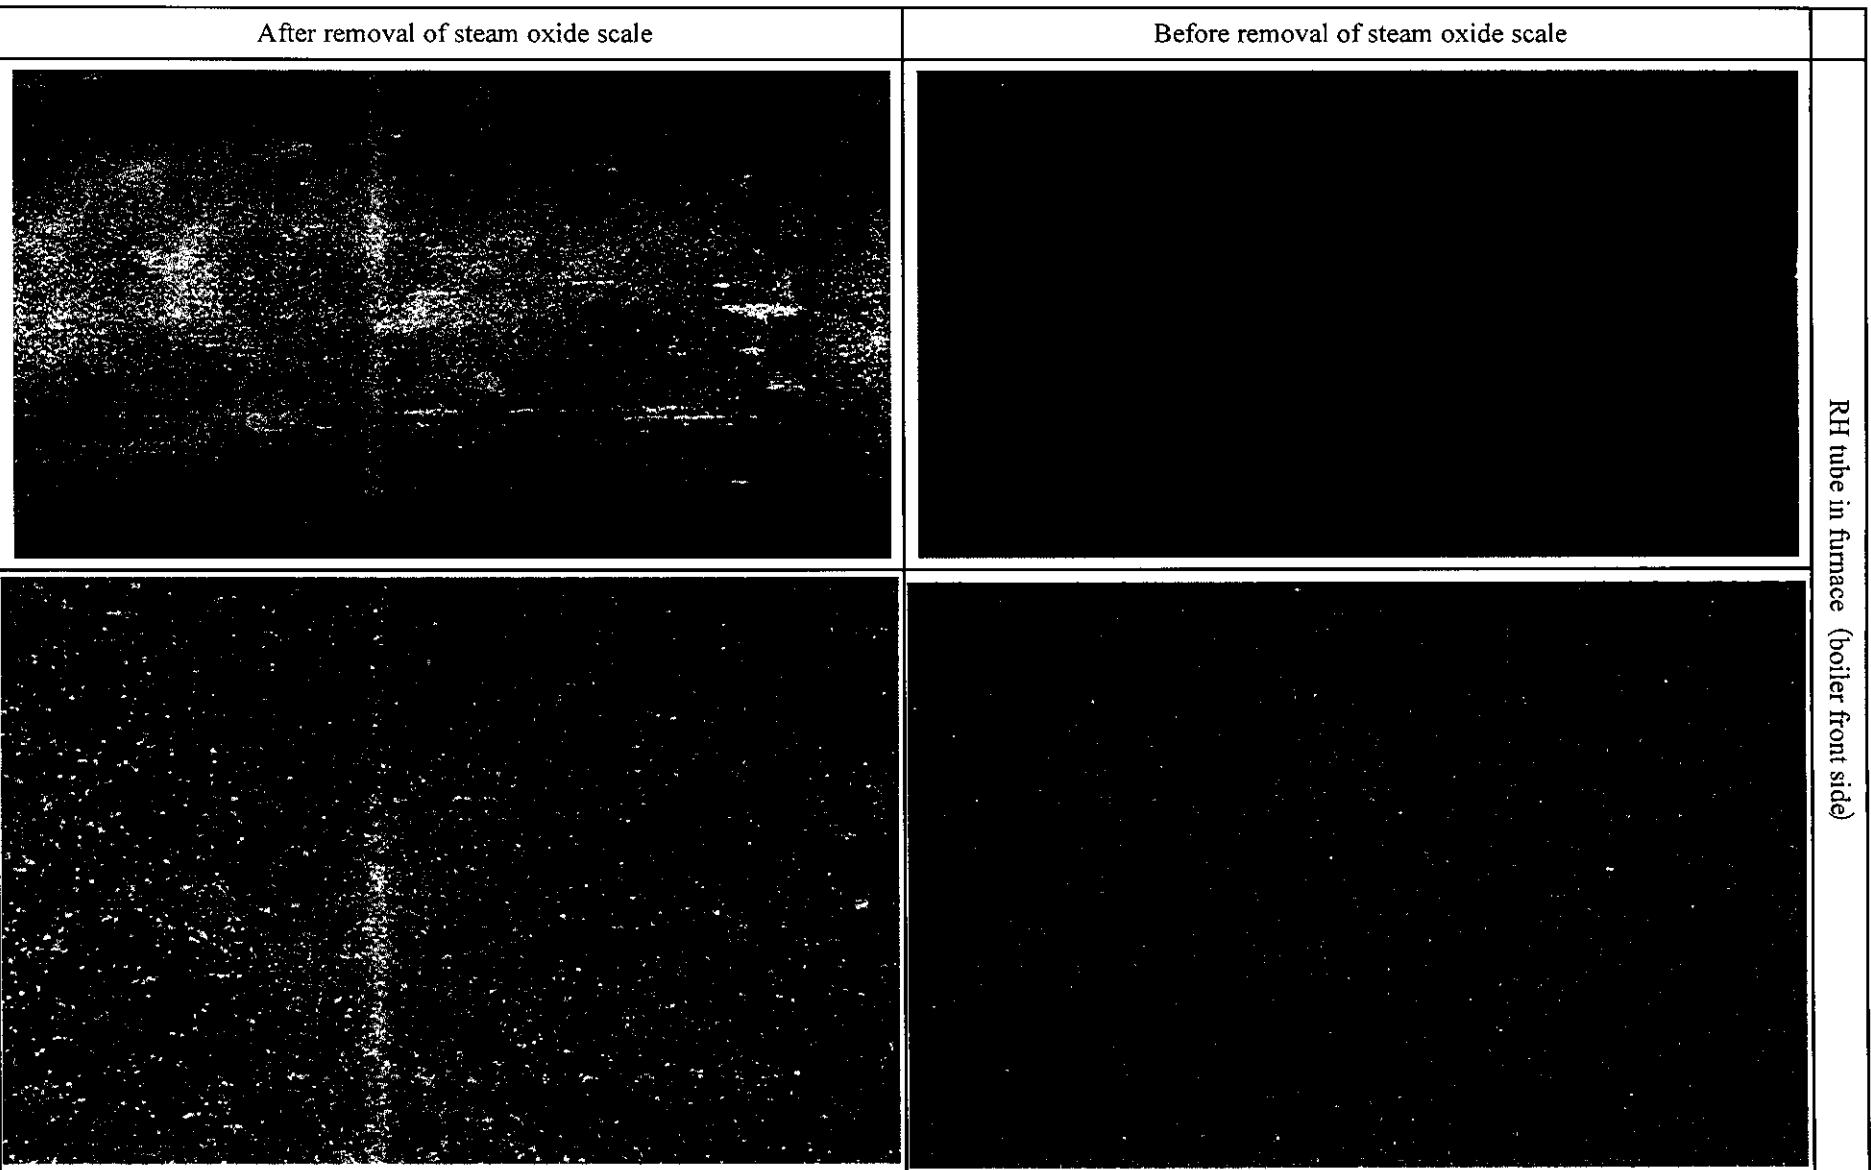 After removal of steam oxide scale
Before removal of steam oxide scale
RH tube in furnace (boiler front side)